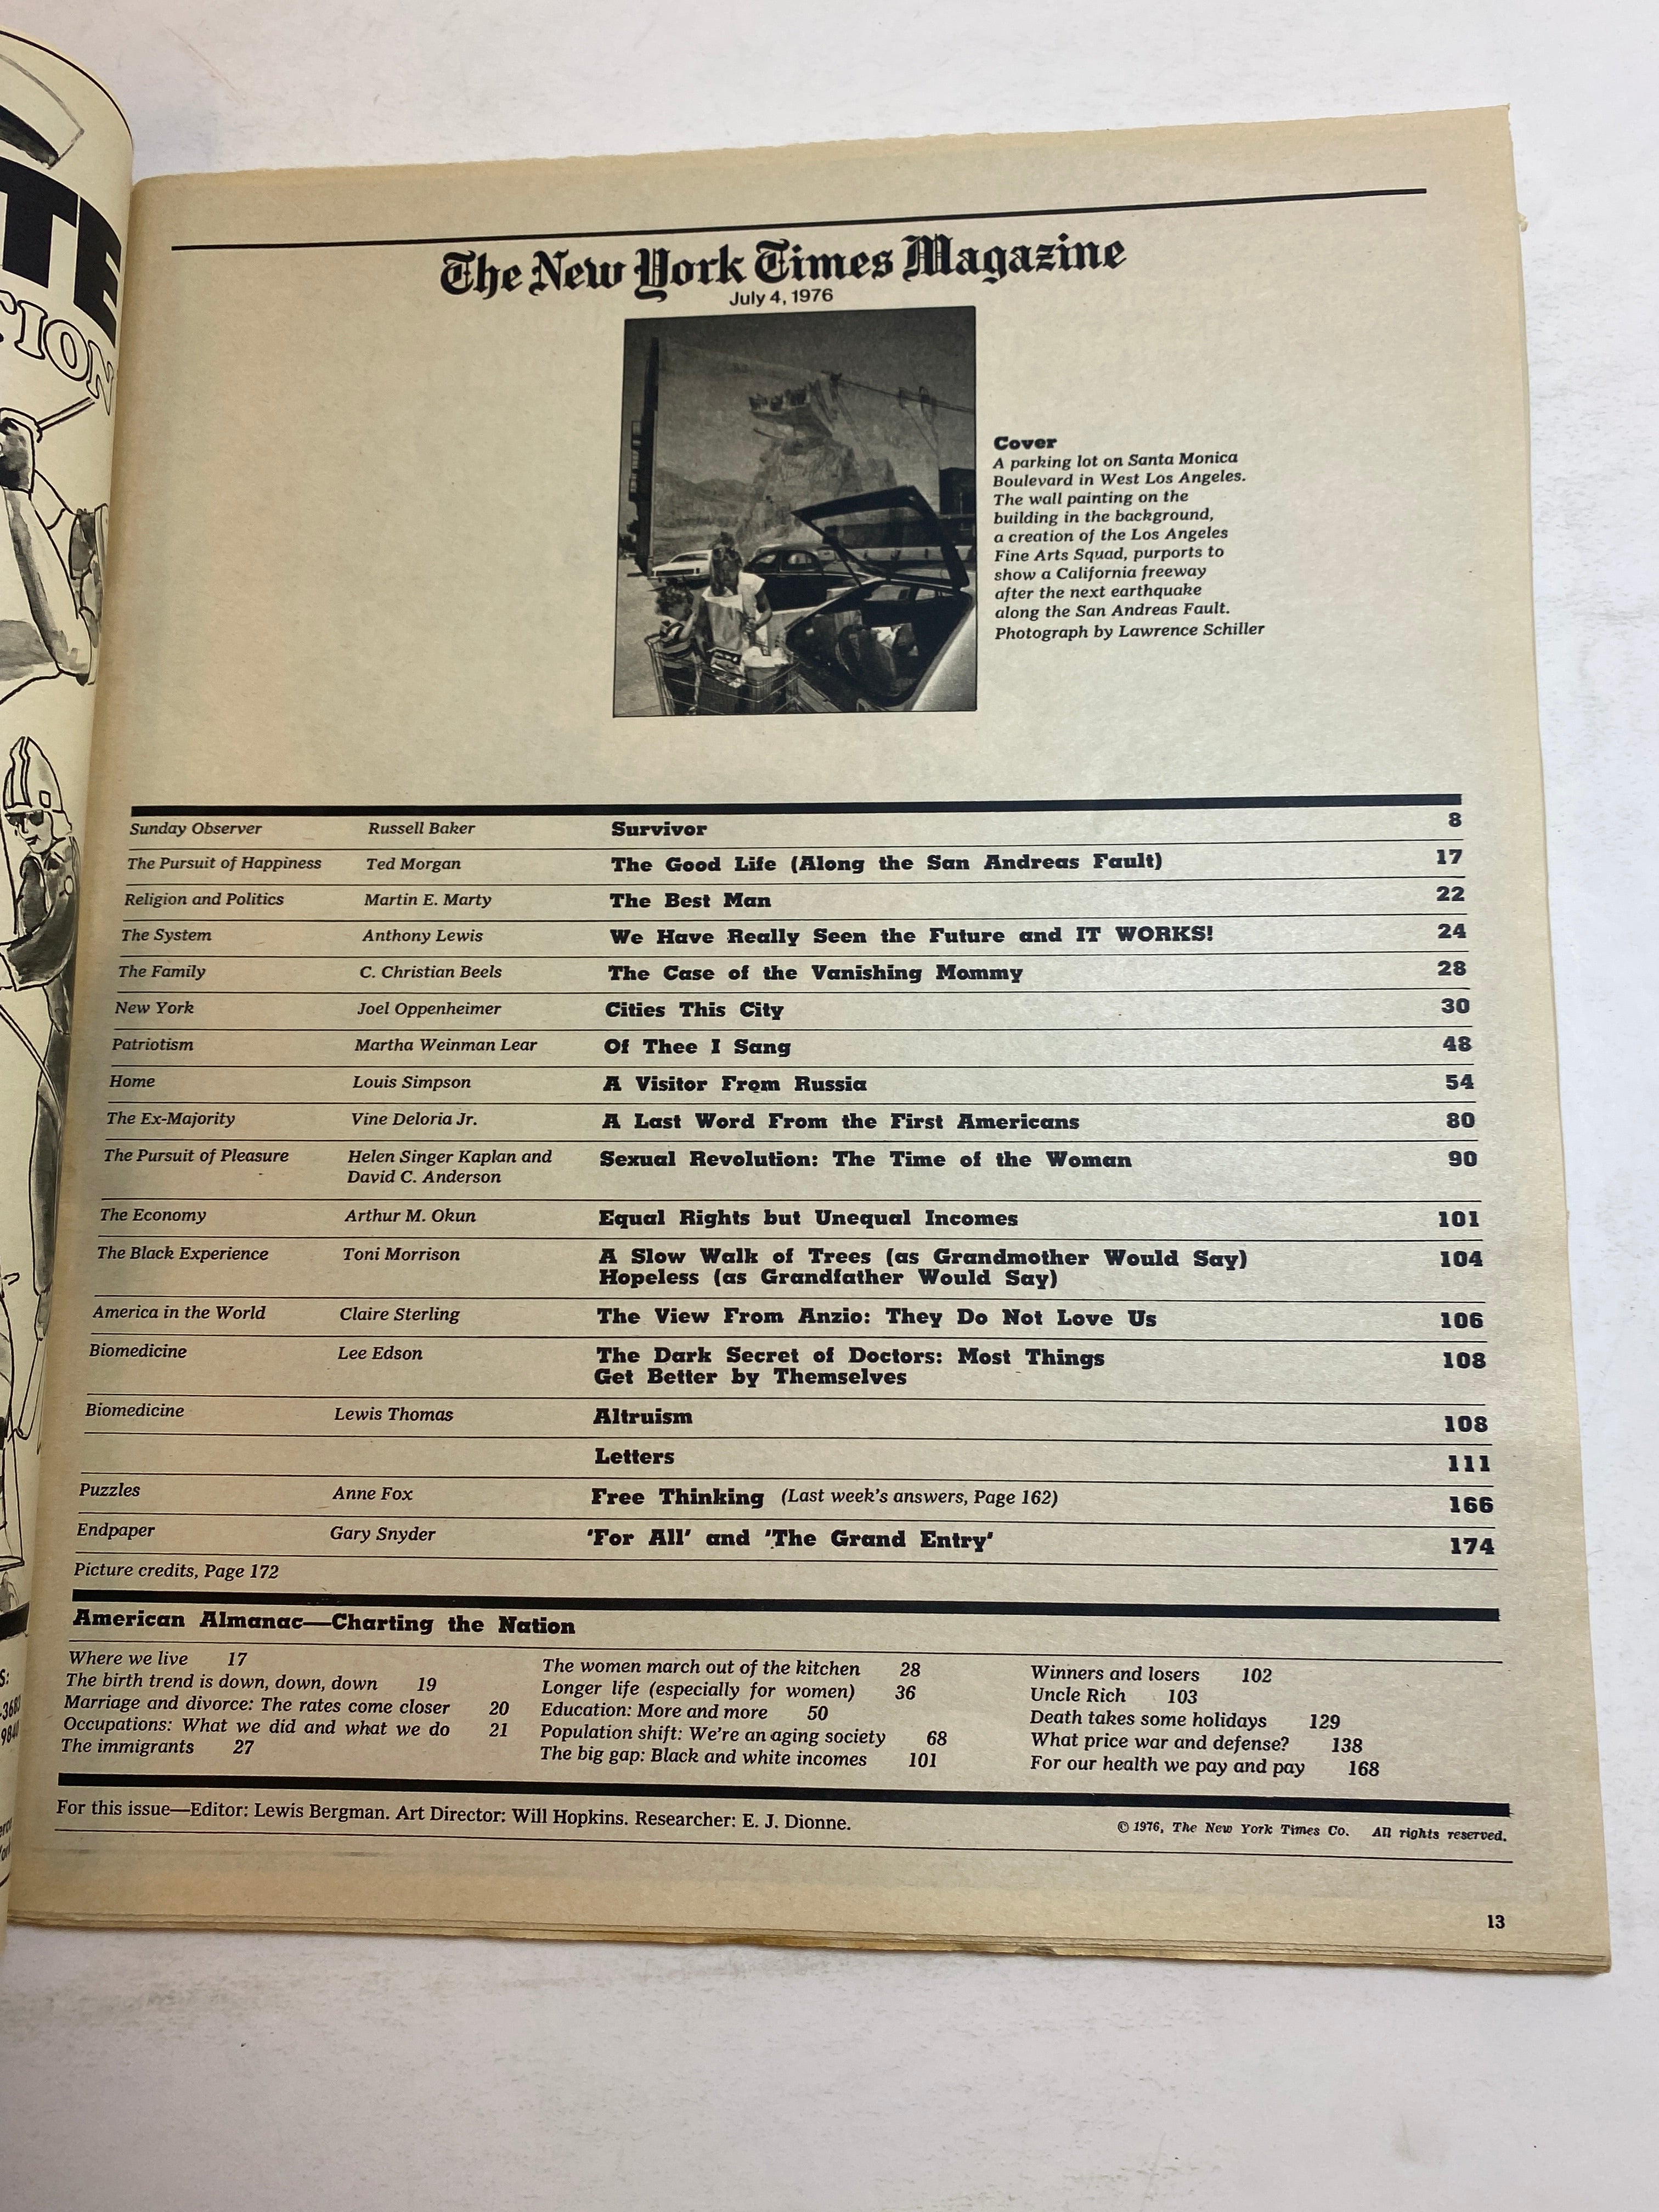 TE
TION
The New York Times Magazine
July 4, 1976
Cover
A parking lot on Santa Monica
Boulevard in West Los Angeles.
The wall painting on the
building in the background,
a creation of the Los Angeles
Fine Arts Squad, purports to
show a California freeway
after the next earthquake
along the San Andreas Fault.
Photograph by Lawrence Schiller
Sunday Observer Russell Baker Survivor 8
The Pursuit of Happiness Ted Morgan The Good Life (Along the San Andreas Fault) 17
Religion and Politics Martin E. Marty The Best Man 22
The System Anthony Lewis We Have Really Seen the Future and IT WORKS! 24
The Family C. Christian Beels The Case of the Vanishing Mommy 28
New York Joel Oppenheimer Cities This City 30
Patriotism Martha Weinman Lear Of Thee I Sang 48
Home Louis Simpson A Visitor From Russia 54
The Ex-Majority Vine Deloria Jr. A Last Word From the First Americans 80
The Pursuit of Pleasure Helen Singer Kaplan and Sexual Revolution: The Time of the Woman 90
David C. Anderson
The Economy Arthur M. Okun Equal Rights but Unequal Incomes 101
The Black Experience Toni Morrison A Slow Walk of Trees (as Grandmother Would Say) 104
Hopeless (as Grandfather Would Say)
America in the World Claire Sterling The View From Anzio: They Do Not Love Us 106
Biomedicine Lee Edson The Dark Secret of Doctors: Most Things 108
Get Better by Themselves
Biomedicine Lewis Thomas Altruism 108
Letters 111
Puzzles Anne Fox Free Thinking (Last week's answers, Page 162) 166
Endpaper Gary Snyder 'For All' and 'The Grand Entry' 174
Picture credits, Page 172
American Almanac—Charting the Nation
Where we live 17
The birth trend is down, down, down 19
Marriage and divorce: The rates come closer 20
Occupations: What we did and what we do 21
The immigrants 27
The women march out of the kitchen 28
Longer life (especially for women) 36
Education: More and more 50
Population shift: We're an aging society 68
The big gap: Black and white incomes 101
Winners and losers 102
Uncle Rich 103
Death takes some holidays 129
What price war and defense? 138
For our health we pay and pay 168
For this issue—Editor: Lewis Bergman. Art Director: Will Hopkins. Researcher: E. J. Dionne.
© 1976, The New York Times Co. All rights reserved.
13